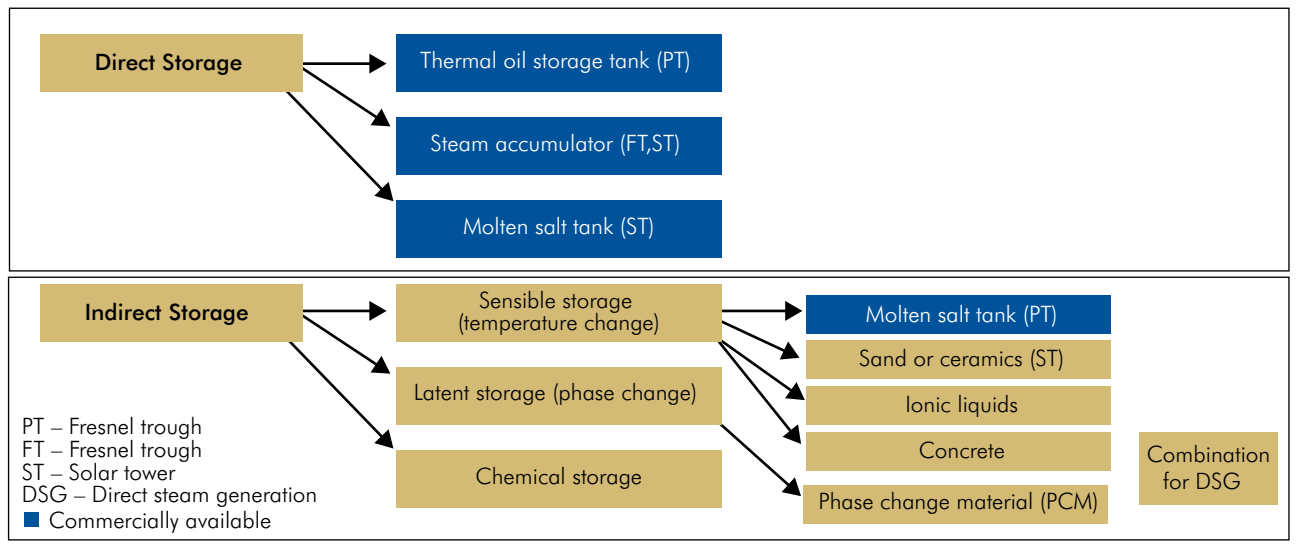 Direct Storage
Thermal oil storage tank (PT)
Steam accumulator (FT,ST)
Molten salt tank (ST)
Indirect Storage
Sensible storage
(temperature change)
Molten salt tank (PT)
Sand or ceramics (ST)
Latent storage (phase change)
Ionic liquids
Concrete
Chemical storage
Phase change material (PCM)
Combination
for DSG
PT – Fresnel trough
FT – Fresnel trough
ST – Solar tower
DSG – Direct steam generation
Commercially available